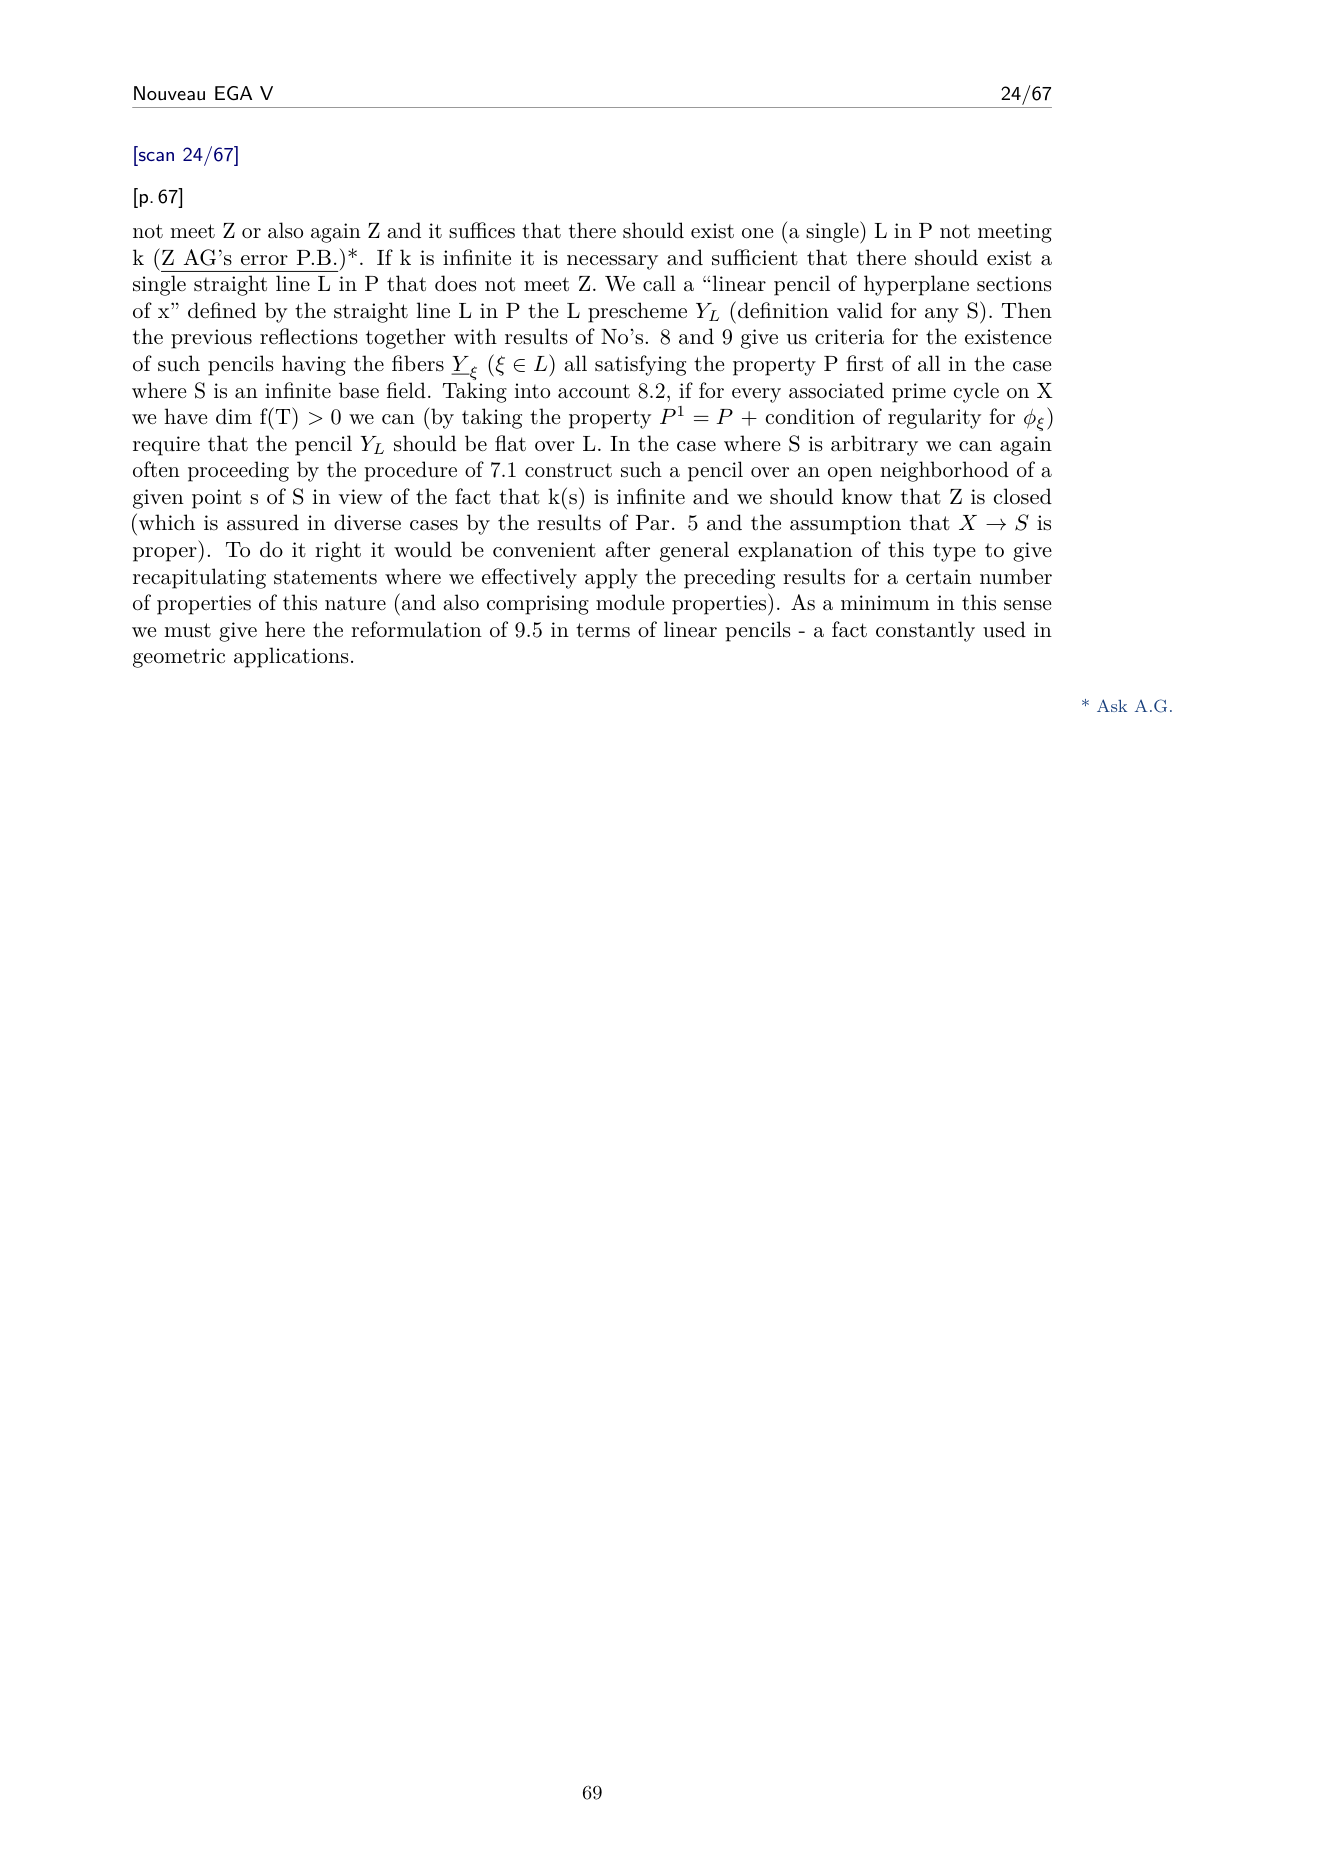 Nouveau EGA V 24/67
[scan 24/67]
[p. 67]
not meet Z or also again Z and it suffices that there should exist one (a single) L in P not meeting
k (Z AG's error P.B.)*. If k is infinite it is necessary and sufficient that there should exist a
single straight line L in P that does not meet Z. We call a “linear pencil of hyperplane sections
of x” defined by the straight line L in P the L prescheme Y_L (definition valid for any S). Then
the previous reflections together with results of No's. 8 and 9 give us criteria for the existence
of such pencils having the fibers Y_ξ (ξ ∈ L) all satisfying the property P first of all in the case
where S is an infinite base field. Taking into account 8.2, if for every associated prime cycle on X
we have dim f(T) > 0 we can (by taking the property P¹ = P + condition of regularity for ϕ_ξ)
require that the pencil Y_L should be flat over L. In the case where S is arbitrary we can again
often proceeding by the procedure of 7.1 construct such a pencil over an open neighborhood of a
given point s of S in view of the fact that k(s) is infinite and we should know that Z is closed
(which is assured in diverse cases by the results of Par. 5 and the assumption that X → S is
proper). To do it right it would be convenient after general explanation of this type to give
recapitulating statements where we effectively apply the preceding results for a certain number
of properties of this nature (and also comprising module properties). As a minimum in this sense
we must give here the reformulation of 9.5 in terms of linear pencils - a fact constantly used in
geometric applications.
* Ask A.G.
69